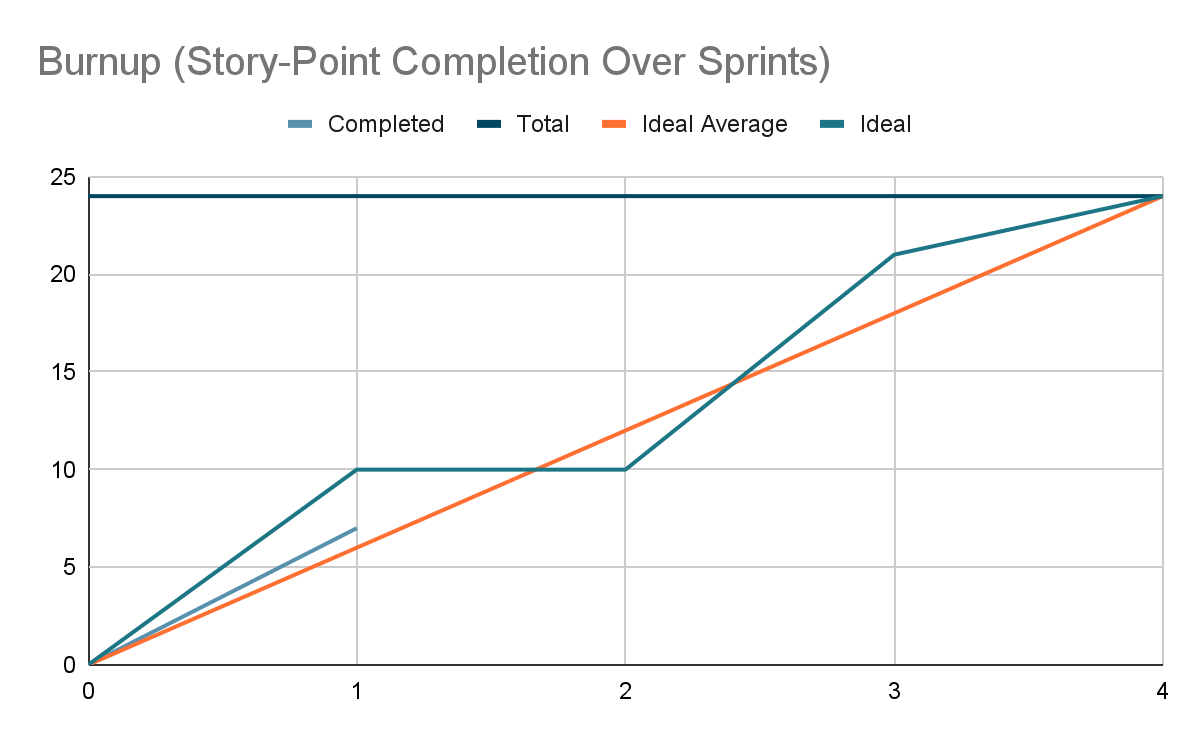 Burnup (Story-Point Completion Over Sprints)
Completed Total Ideal Average Ideal
25
20
15
10
5
0
0 1 2 3 4